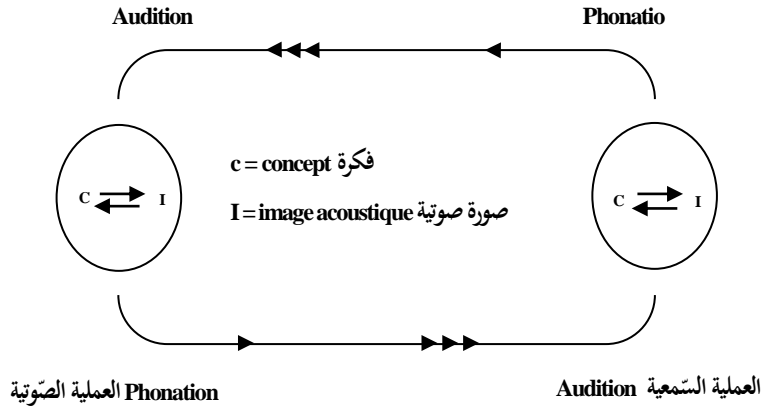 Audition
Phonatio
c = concept فكرة
I = image acoustique صورة صوتية
C I
C I
العملية الصّوتية Phonation
العملية السّمعية Audition